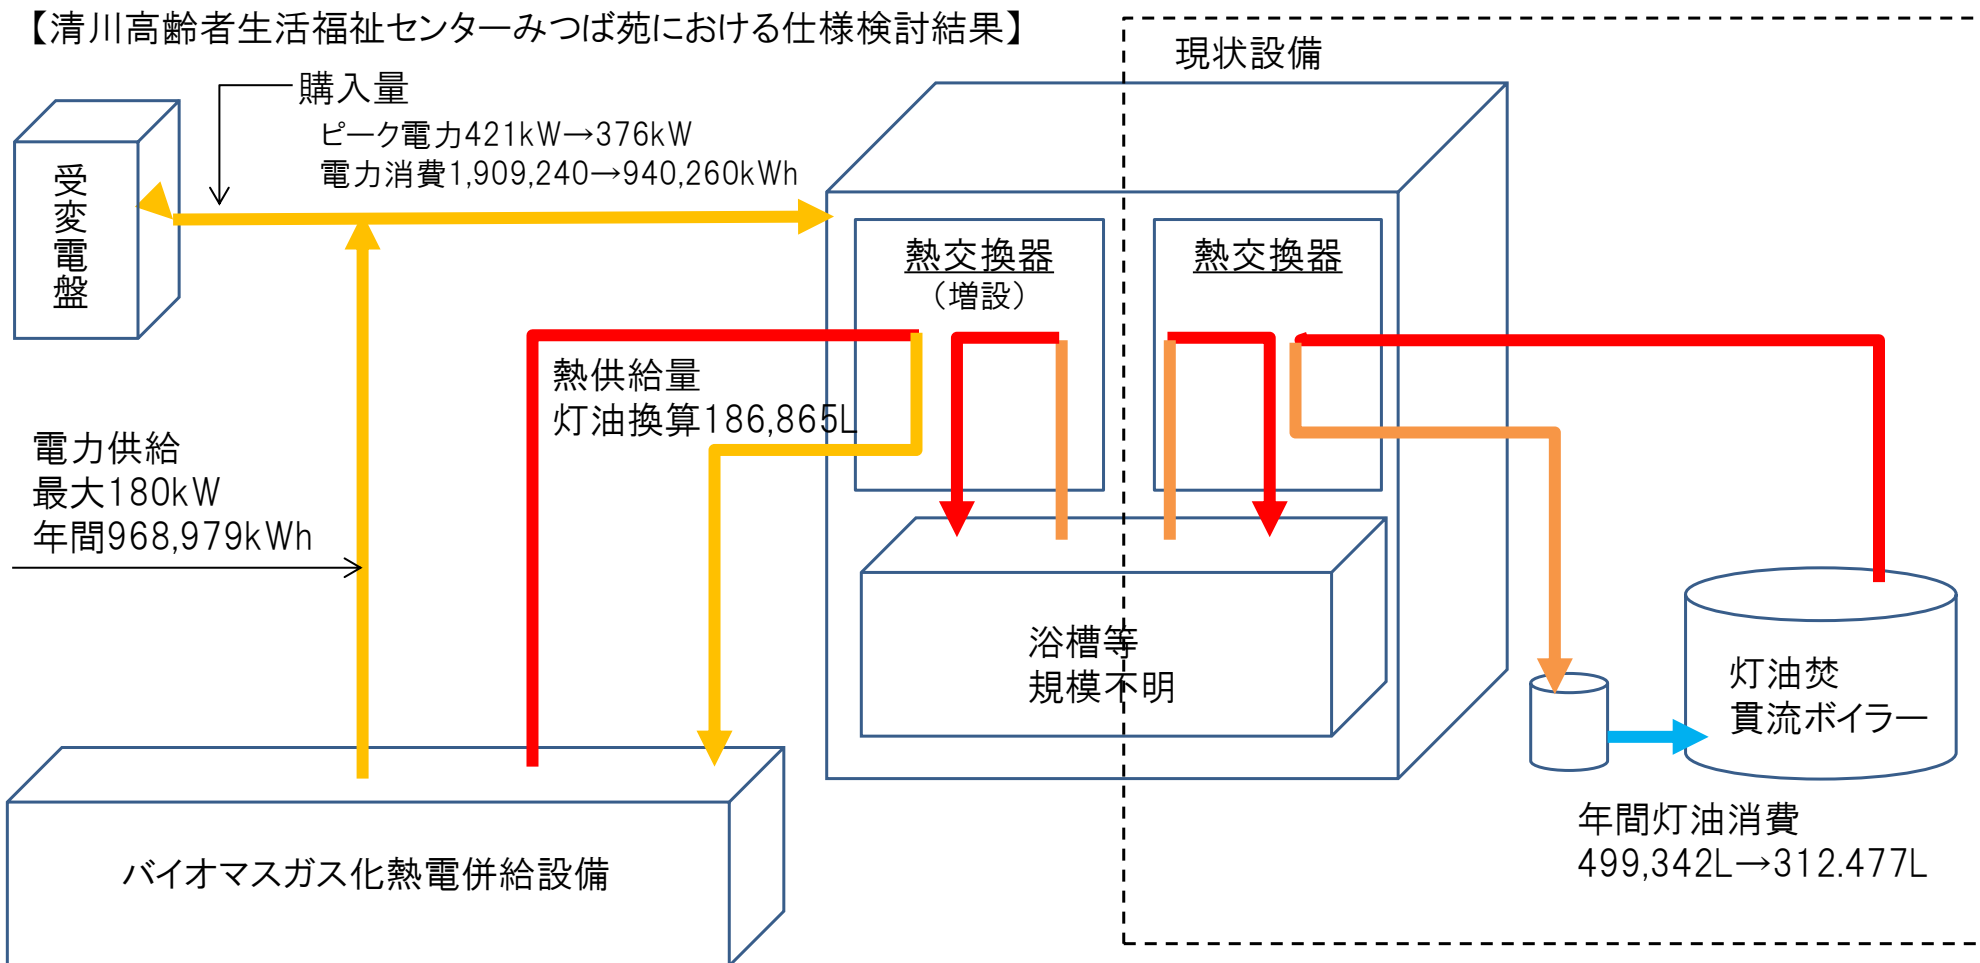 【清川高齢者生活福祉センターみつば苑における仕様検討結果】
現状設備
購入量
ピーク電力421kW→376kW
電力消費1,909,240→940,260kWh
受変電盤
熱交換器
（増設）
熱交換器
熱供給量
灯油換算186,865L
電力供給
最大180kW
年間968,979kWh
浴槽等
規模不明
灯油焚
貫流ボイラー
年間灯油消費
499,342L→312.477L
バイオマスガス化熱電併給設備